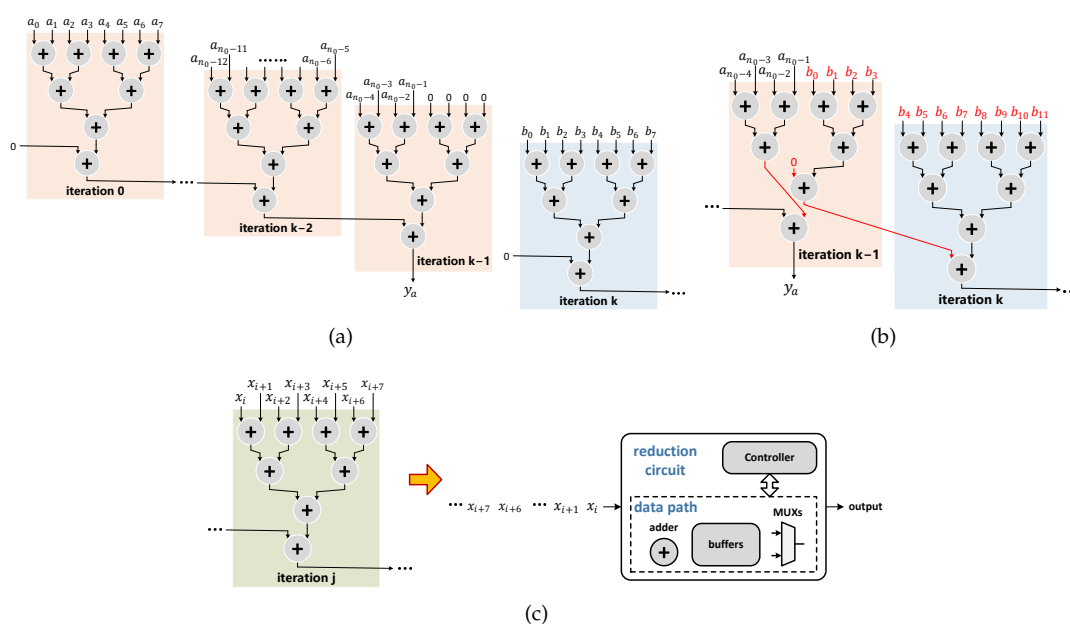 a₀ a₁ a₂ a₃ a₄ a₅ a₆ a₇
+ + + +
+ +
+
0 +
iteration 0
...
aₙ₀₋₁₂ aₙ₀₋₁₁ ...... aₙ₀₋₆ aₙ₀₋₅
+ + + +
+ +
+
+
iteration k−2
aₙ₀₋₄ aₙ₀₋₃ aₙ₀₋₂ aₙ₀₋₁ 0 0 0 0
+ + + +
+ +
+
+
iteration k−1
yₐ
b₀ b₁ b₂ b₃ b₄ b₅ b₆ b₇
+ + + +
+ +
+
0 +
iteration k
...
(a)
aₙ₀₋₄ aₙ₀₋₃ aₙ₀₋₂ aₙ₀₋₁ b₀ b₁ b₂ b₃
+ + + +
+ +
0
+
... +
iteration k−1
yₐ
b₄ b₅ b₆ b₇ b₈ b₉ b₁₀ b₁₁
+ + + +
+ +
+
+
iteration k
...
(b)
xᵢ xᵢ₊₁ xᵢ₊₂ xᵢ₊₃ xᵢ₊₄ xᵢ₊₅ xᵢ₊₆ xᵢ₊₇
+ + + +
+ +
+
... +
...
iteration j
... xᵢ₊₇ xᵢ₊₆ ... xᵢ₊₁ xᵢ
reduction
circuit
Controller
data path
adder
+
buffers
MUXs
output
(c)